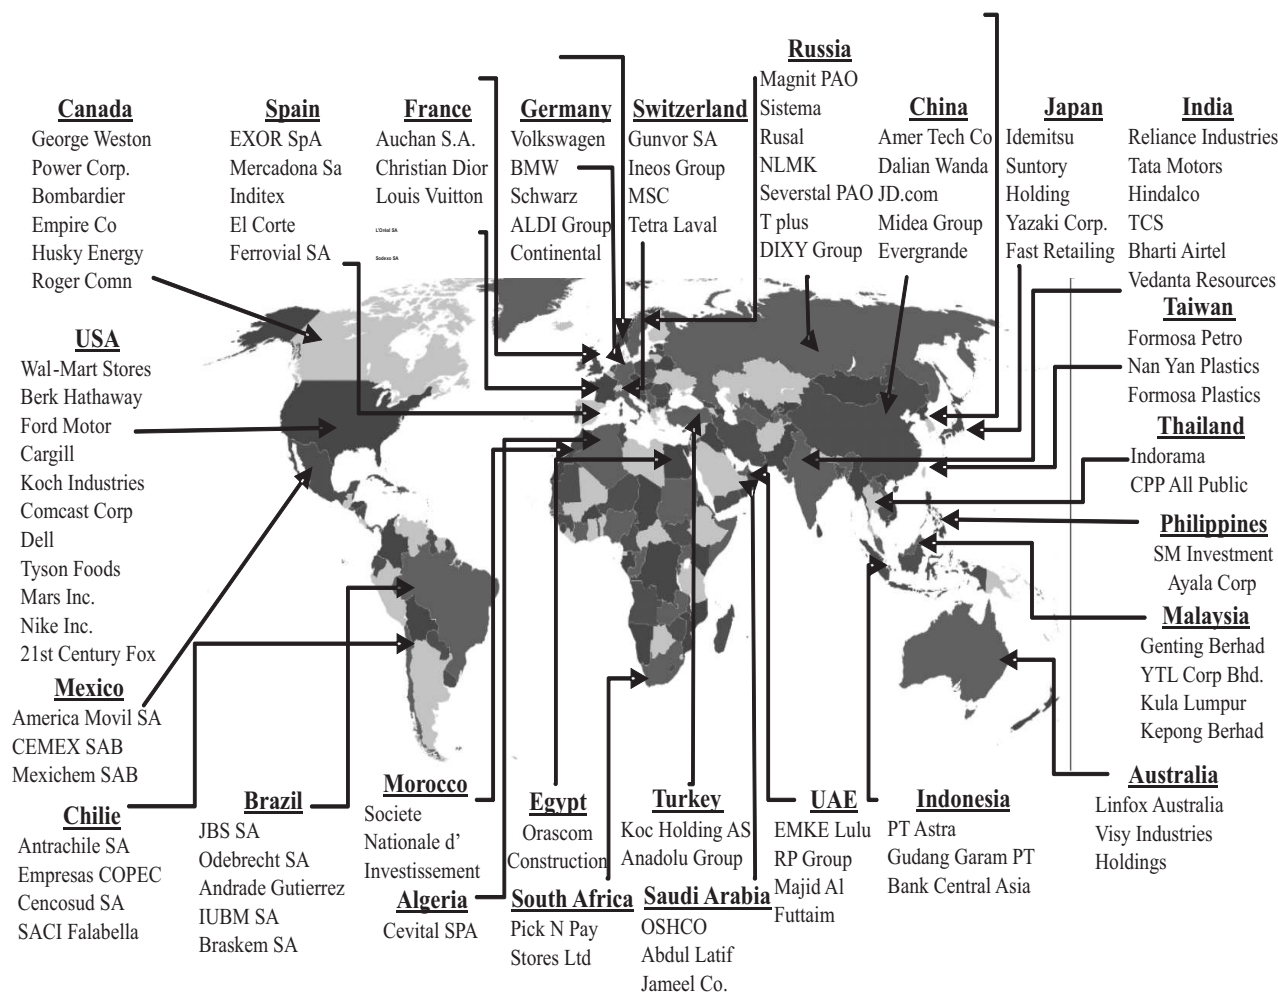 Canada
George Weston
Power Corp.
Bombardier
Empire Co
Husky Energy
Roger Comn
Spain
EXOR SpA
Mercadona Sa
Inditex
El Corte
Ferrovial SA
France
Auchan S.A.
Christian Dior
Louis Vuitton
L'Oréal SA
Sodexo SA
Germany
Volkswagen
BMW
Schwarz
ALDI Group
Continental
Switzerland
Gunvor SA
Ineos Group
MSC
Tetra Laval
Russia
Magnit PAO
Sistema
Rusal
NLMK
Severstal PAO
T plus
DIXY Group
China
Amer Tech Co
Dalian Wanda
JD.com
Midea Group
Evergrande
Japan
Idemitsu
Suntory
Holding
Yazaki Corp.
Fast Retailing
India
Reliance Industries
Tata Motors
Hindalco
TCS
Bharti Airtel
Vedanta Resources
Taiwan
Formosa Petro
Nan Yan Plastics
Formosa Plastics
Thailand
Indorama
CPP All Public
Philippines
SM Investment
Ayala Corp
Malaysia
Genting Berhad
YTL Corp Bhd.
Kula Lumpur
Kepong Berhad
Australia
Linfox Australia
Visy Industries
Holdings
USA
Wal-Mart Stores
Berk Hathaway
Ford Motor
Cargill
Koch Industries
Comcast Corp
Dell
Tyson Foods
Mars Inc.
Nike Inc.
21st Century Fox
Mexico
America Movil SA
CEMEX SAB
Mexichem SAB
Chilie
Antrachile SA
Empresas COPEC
Cencosud SA
SACI Falabella
Brazil
JBS SA
Odebrecht SA
Andrade Gutierrez
IUBM SA
Braskem SA
Morocco
Societe
Nationale d'
Investissement
Algeria
Cevital SPA
Egypt
Orascom
Construction
South Africa
Pick N Pay
Stores Ltd
Turkey
Koc Holding AS
Anadolu Group
Saudi Arabia
OSHCO
Abdul Latif
Jameel Co.
UAE
EMKE Lulu
RP Group
Majid Al
Futtaim
Indonesia
PT Astra
Gudang Garam PT
Bank Central Asia